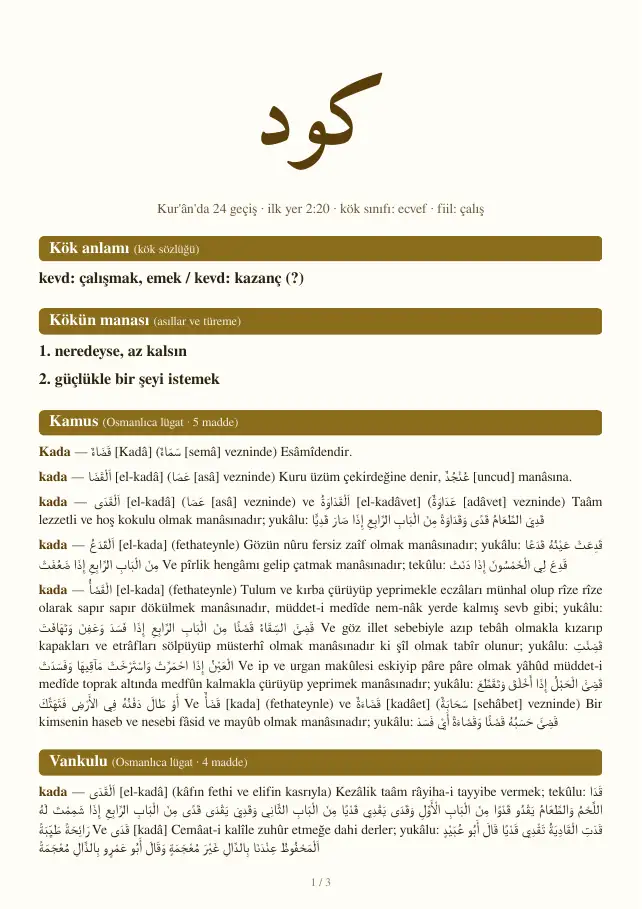 كود
Kur'ân'da 24 geçiş · ilk yer 2:20 · kök sınıfı: ecvef · fiil: çalış
Kök anlamı (kök sözlüğü)
kevd: çalışmak, emek / kevd: kazanç (?)
Kökün manası (asıllar ve türeme)
1. neredeyse, az kalsın
2. güçlükle bir şeyi istemek
Kamus (Osmanlıca lügat · 5 madde)
Kada — قَضَاةٌ [Kadâ] (سَمَاءٌ [semâ] vezninde) Esâmîdendir.
kada — اَلْقَضَا [el-kadâ] (عَصَا [asâ] vezninde) Kuru üzüm çekirdeğine denir, عُنْجُدٌ [uncud] manâsına.
kada — اَلْقَدَى [el-kadâ] (عَصَا [asâ] vezninde) ve اَلْقَدَاوَةُ [el-kadâvet] (عَدَاوَةٌ [adâvet] vezninde) Taâm
lezzetli ve hoş kokulu olmak manâsınadır; yukâlu: قَدِيَ الطَّعَامُ قَدًى وَقَدَاوَةً مِنَ الْبَابِ الرَّابِعِ إِذَا صَارَ قَدِيًّا
kada — اَلْقَدَعُ [el-kada] (fethateynle) Gözün nûru fersiz zaîf olmak manâsınadır; yukâlu: قَدِعَتْ عَيْنُهُ قَدَعًا
مِنَ الْبَابِ الرَّابِعِ إِذَا ضَعُفَتْ Ve pîrlik hengâmı gelip çatmak manâsınadır; tekûlu: قَدِعَ لِي الْخَمْسُونَ إِذَا دَنَتْ
kada — اَلْقَضَأُ [el-kada] (fethateynle) Tulum ve kırba çürüyüp yeprimekle eczâları münhal olup rîze rîze
olarak sapır sapır dökülmek manâsınadır, müddet-i medîde nem-nâk yerde kalmış sevb gibi; yukâlu:
قَضِئَ السِّقَاءُ قَضَئًا مِنَ الْبَابِ الرَّابِعِ إِذَا فَسَدَ وَعَفِنَ وَتَهَافَتَ Ve göz illet sebebiyle azıp tebâh olmakla kızarıp
kapakları ve etrâfları sölpüyüp müsterhî olmak manâsınadır ki şîl olmak tabîr olunur; yukâlu: قَضِئَتِ
الْعَيْنُ إِذَا احْمَرَّتْ وَاسْتَرْخَتْ مَآقِيهَا وَفَسَدَتْ Ve ip ve urgan makûlesi eskiyip pâre pâre olmak yâhûd müddet-i
medîde toprak altında medfûn kalmakla çürüyüp yeprimek manâsınadır; yukâlu: قَضِئَ الْحَبْلُ إِذَا أَخْلَقَ وَتَقَطَّعَ
أَوْ طَالَ دَفْنُهُ فِي الْأَرْضِ فَتَهَتَّكَ Ve قَضَأٌ [kada] (fethateynle) ve قَضَاءَةٌ [kadâet] (سَحَابَةٌ [sehâbet] vezninde) Bir
kimsenin haseb ve nesebi fâsid ve mayûb olmak manâsınadır; yukâlu: قَضِئَ حَسَبُهُ قَضَئًا وَقَضَاءَةً أَيْ فَسَدَ
Vankulu (Osmanlıca lügat · 4 madde)
kada — اَلْقَدَى [el-kadâ] (kâfın fethi ve elifin kasrıyla) Kezâlik taâm râyiha-i tayyibe vermek; tekûlu: قَدَا
اللَّحْمُ وَالطَّعَامُ يَقْدُو قَدْوًا مِنَ الْبَابِ الْأَوَّلِ وَقَدَى يَقْدِي قَدْيًا مِنَ الْبَابِ الثَّانِي وَقَدِيَ يَقْدَى قَدًى مِنَ الْبَابِ الرَّابِعِ إِذَا شَمِمْتَ لَهُ
رَائِحَةً طَيِّبَةً Ve قَدَى [kadâ] Cemâat-i kalîle zuhûr etmeğe dahi derler; yukâlu: قَدَتِ الْقَادِيَةُ تَقْدِي قَدْيًا قَالَ أَبُو عُبَيْدٍ
اَلْمَحْفُوظُ عِنْدَنَا بِالدَّالِ غَيْرَ مُعْجَمَةٍ وَقَالَ أَبُو عَمْرٍو بِالذَّالِ مُعْجَمَةً
1 / 3